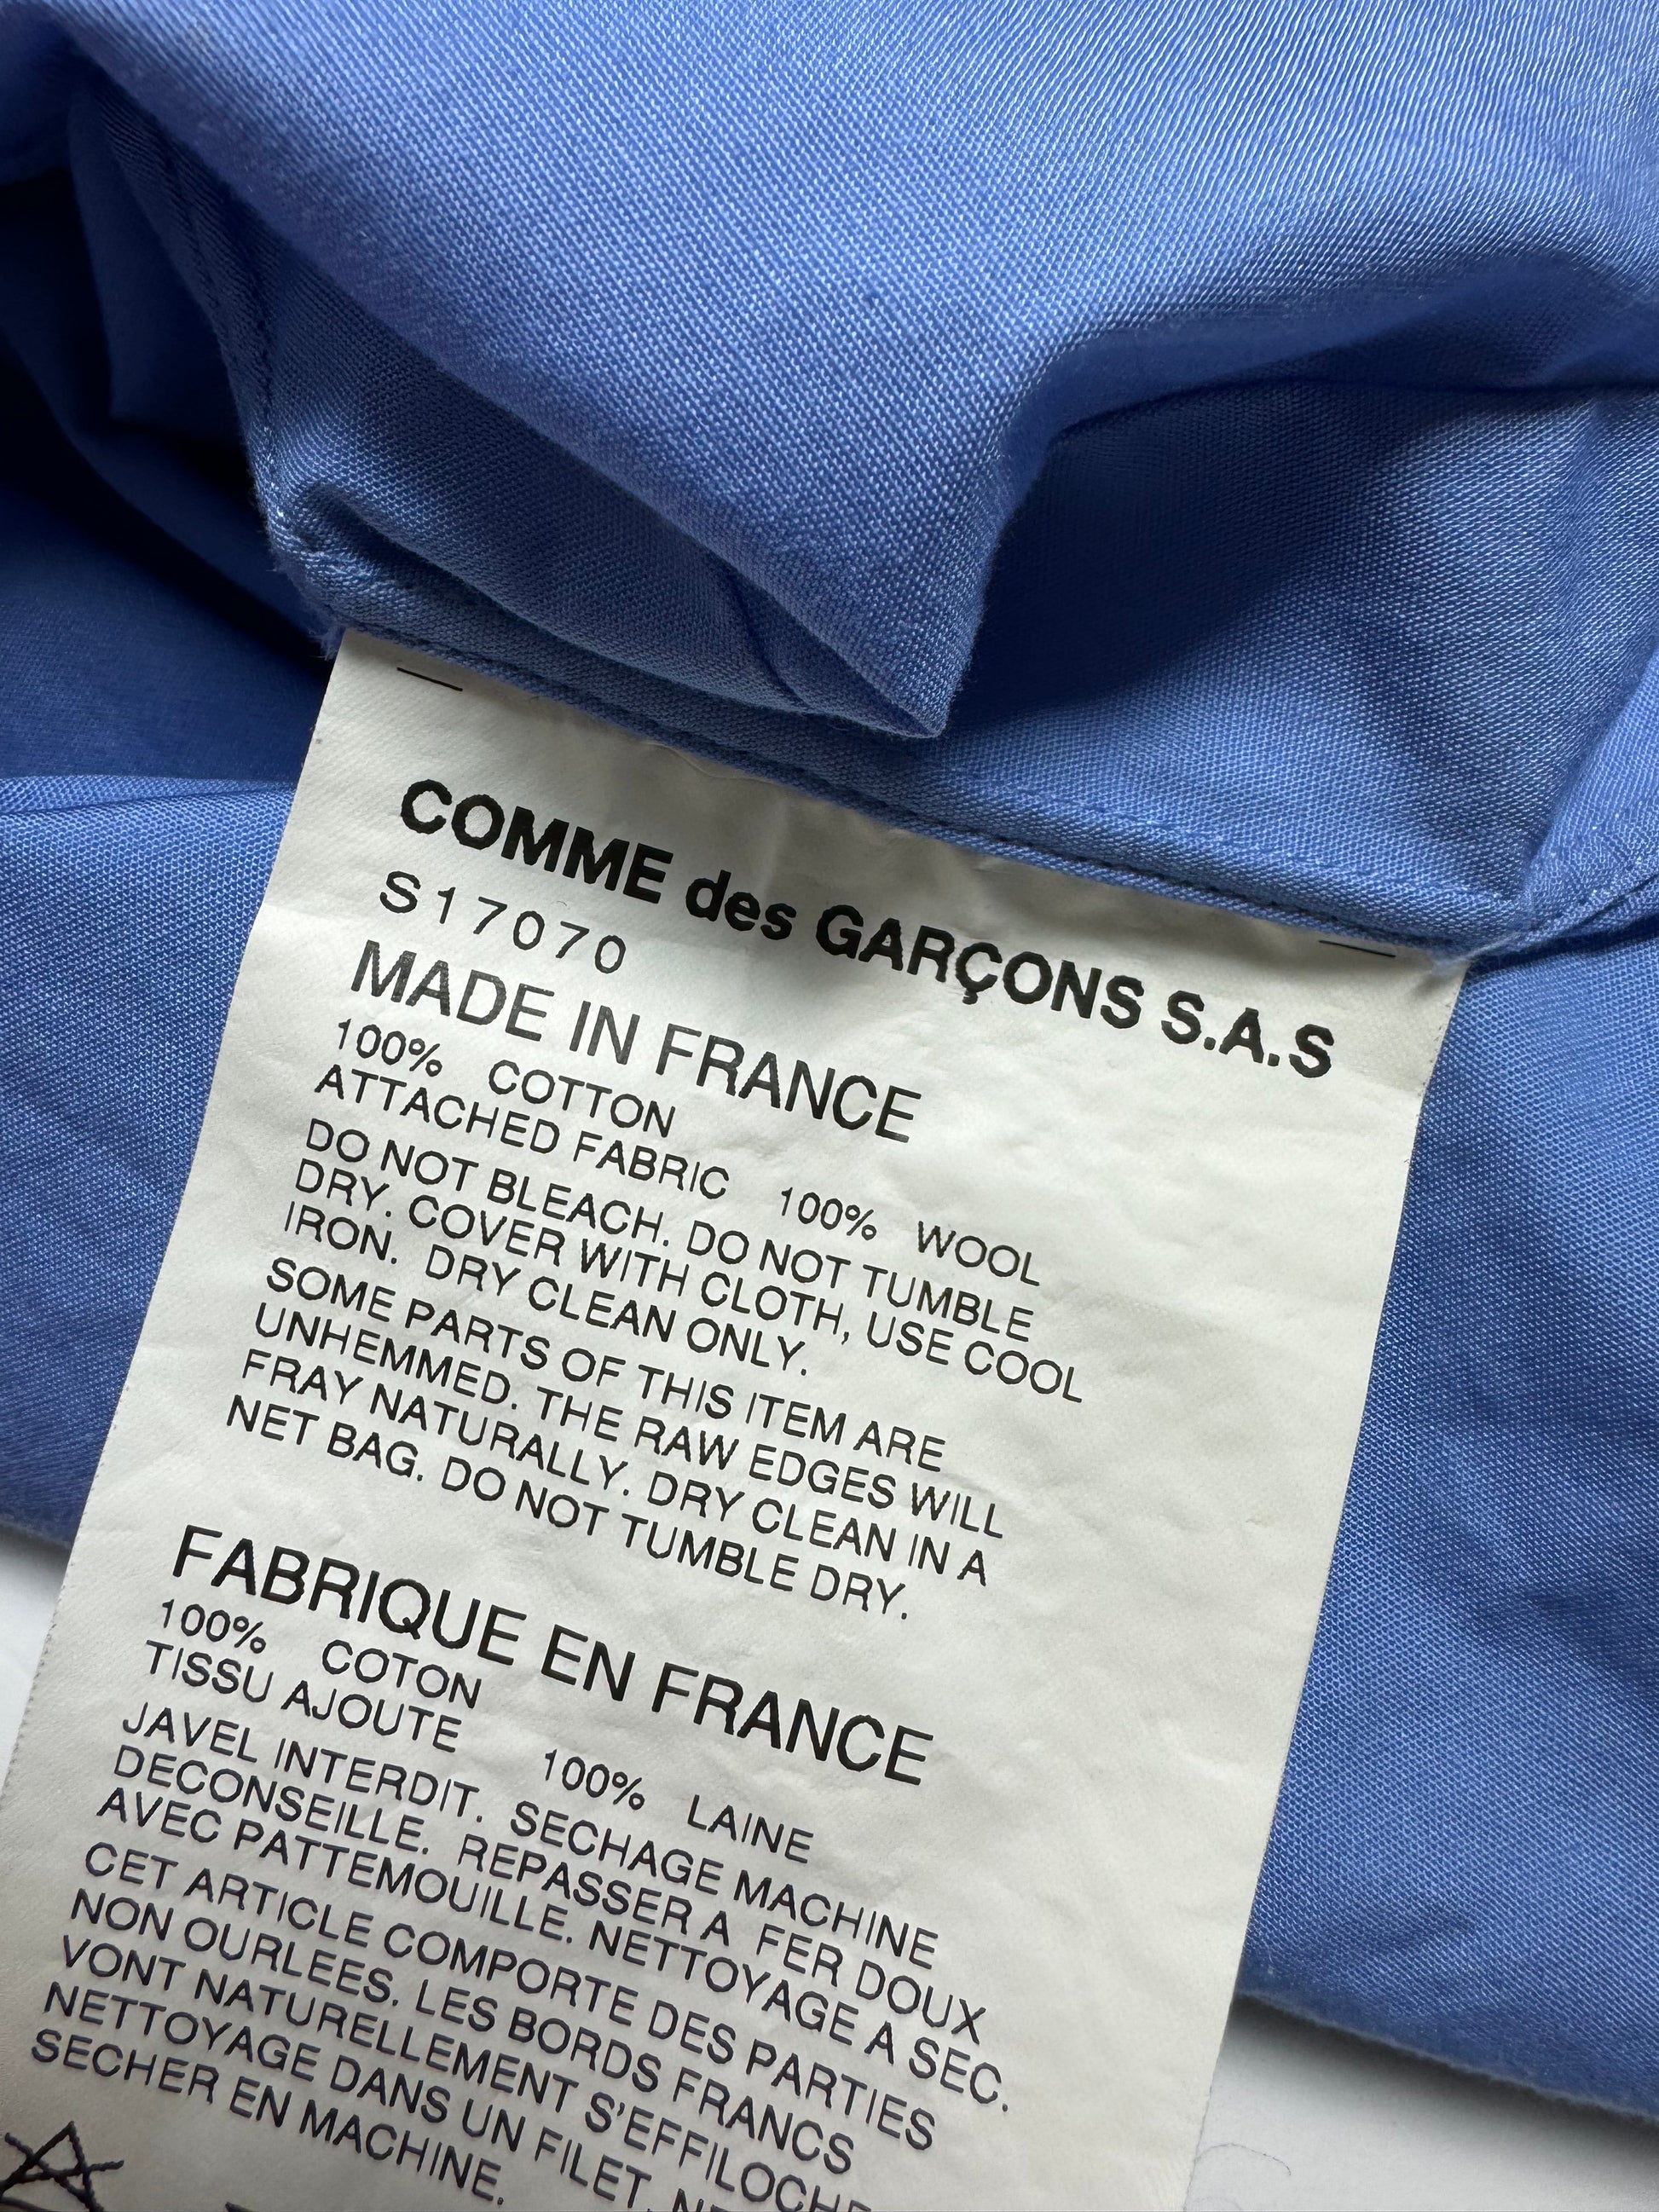 COMME des GARÇONS S.A.S
S17070
MADE IN FRANCE
100% COTTON
ATTACHED FABRIC 100% WOOL
DO NOT BLEACH. DO NOT TUMBLE
DRY. COVER WITH CLOTH, USE COOL
IRON. DRY CLEAN ONLY.
SOME PARTS OF THIS ITEM ARE
UNHEMMED. THE RAW EDGES WILL
FRAY NATURALLY. DRY CLEAN IN A
NET BAG. DO NOT TUMBLE DRY.
FABRIQUE EN FRANCE
100% COTON
TISSU AJOUTE 100% LAINE
JAVEL INTERDIT. SECHAGE MACHINE
DECONSEILLE. REPASSER A FER DOUX
AVEC PATTEMOUILLE. NETTOYAGE A SEC.
CET ARTICLE COMPORTE DES PARTIES
NON OURLEES. LES BORDS FRANCS
VONT NATURELLEMENT
NETTOYAGE DANS UN FILET.
SECHER EN MACHINE.